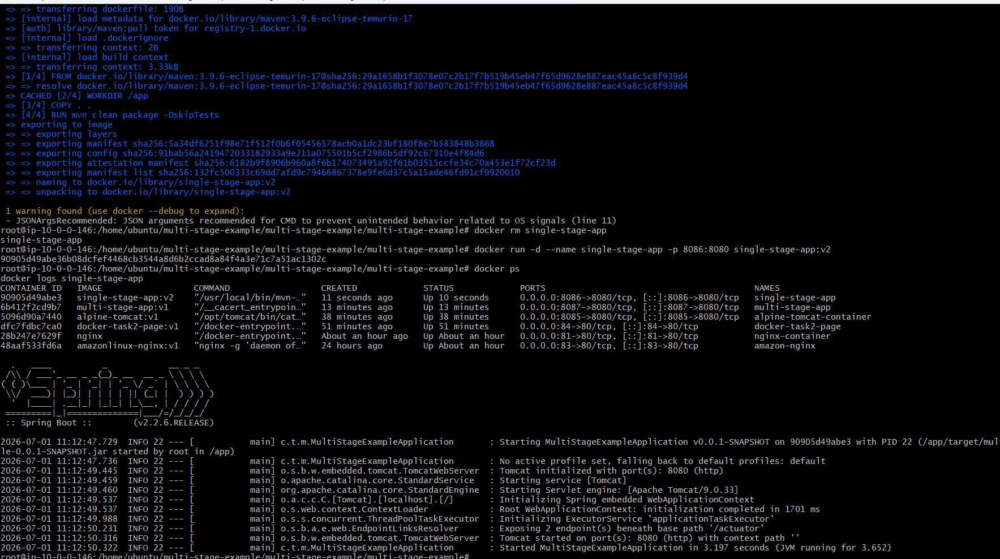 => => transferring dockerfile: 190B
=> [internal] load metadata for docker.io/library/maven:3.9.6-eclipse-temurin-17
=> [auth] library/maven:pull token for registry-1.docker.io
=> [internal] load .dockerignore
=> => transferring context: 2B
=> [internal] load build context
=> => transferring context: 3.33kB
=> [1/4] FROM docker.io/library/maven:3.9.6-eclipse-temurin-17@sha256:29a1658b1f3078e07c2b17f7b519b45eb47f65d9628e887eac45a8c5c8f939d4
=> => resolve docker.io/library/maven:3.9.6-eclipse-temurin-17@sha256:29a1658b1f3078e07c2b17f7b519b45eb47f65d9628e887eac45a8c5c8f939d4
=> CACHED [2/4] WORKDIR /app
=> [3/4] COPY . .
=> [4/4] RUN mvn clean package -DskipTests
=> exporting to image
=> => exporting layers
=> => exporting manifest sha256:5a34df6251f98e71f512f0b6f05456578acb0a1dc23bf180f8e7b583848b3868
=> => exporting config sha256:91bab56a2419472033182933a9e211a075501b5cf2986b5df92c67310e4f84d6
=> => exporting attestation manifest sha256:6182b9f8906b960a8f6b174073495a92f61b03515ccfe34c70a453e1f72cf23d
=> => exporting manifest list sha256:132fc500333c69dd7afd9c79466867378e9fe6d37c5a15ade46fd91cf9920010
=> => naming to docker.io/library/single-stage-app:v2
=> => unpacking to docker.io/library/single-stage-app:v2
1 warning found (use docker --debug to expand):
- JSONArgsRecommended: JSON arguments recommended for CMD to prevent unintended behavior related to OS signals (line 11)
root@ip-10-0-0-146:/home/ubuntu/multi-stage-example/multi-stage-example/multi-stage-example# docker rm single-stage-app
single-stage-app
root@ip-10-0-0-146:/home/ubuntu/multi-stage-example/multi-stage-example/multi-stage-example# docker run -d --name single-stage-app -p 8086:8080 single-stage-app:v2
90905d49abe36b08dcfef4468cb3544a8d6b2ccad8a84f4a3e71c7a51ac1302c
root@ip-10-0-0-146:/home/ubuntu/multi-stage-example/multi-stage-example/multi-stage-example# docker ps
docker logs single-stage-app
CONTAINER ID   IMAGE                  COMMAND                  CREATED             STATUS             PORTS                                         NAMES
90905d49abe3   single-stage-app:v2    "/usr/local/bin/mvn-…"   11 seconds ago      Up 10 seconds      0.0.0.0:8086->8080/tcp, [::]:8086->8080/tcp   single-stage-app
6b412f2cd9b7   multi-stage-app:v1     "/__cacert_entrypoin…"   13 minutes ago      Up 13 minutes      0.0.0.0:8087->8080/tcp, [::]:8087->8080/tcp   multi-stage-app
5096d90a7440   alpine-tomcat:v1       "/opt/tomcat/bin/cat…"   38 minutes ago      Up 38 minutes      0.0.0.0:8085->8080/tcp, [::]:8085->8080/tcp   alpine-tomcat-container
dfc7fdbc7ca0   docker-task2-page:v1   "/docker-entrypoint.…"   51 minutes ago      Up 51 minutes      0.0.0.0:84->80/tcp, [::]:84->80/tcp           docker-task2-page
28b247e7629f   nginx                  "/docker-entrypoint.…"   About an hour ago   Up About an hour   0.0.0.0:81->80/tcp, [::]:81->80/tcp           nginx-container
48aaf533fd6a   amazonlinux-nginx:v1   "nginx -g 'daemon of…"   24 hours ago        Up About an hour   0.0.0.0:83->80/tcp, [::]:83->80/tcp           amazon-nginx
Spring
:: Spring Boot ::        (v2.2.6.RELEASE)
2026-07-01 11:12:47.729  INFO 22 --- [           main] c.t.m.MultiStageExampleApplication       : Starting MultiStageExampleApplication v0.0.1-SNAPSHOT on 90905d49abe3 with PID 22 (/app/target/mul
le-0.0.1-SNAPSHOT.jar started by root in /app)
2026-07-01 11:12:47.736  INFO 22 --- [           main] c.t.m.MultiStageExampleApplication       : No active profile set, falling back to default profiles: default
2026-07-01 11:12:49.445  INFO 22 --- [           main] o.s.b.w.embedded.tomcat.TomcatWebServer  : Tomcat initialized with port(s): 8080 (http)
2026-07-01 11:12:49.459  INFO 22 --- [           main] o.apache.catalina.core.StandardService   : Starting service [Tomcat]
2026-07-01 11:12:49.460  INFO 22 --- [           main] org.apache.catalina.core.StandardEngine  : Starting Servlet engine: [Apache Tomcat/9.0.33]
2026-07-01 11:12:49.537  INFO 22 --- [           main] o.a.c.c.C.[Tomcat].[localhost].[/]       : Initializing Spring embedded WebApplicationContext
2026-07-01 11:12:49.537  INFO 22 --- [           main] o.s.web.context.ContextLoader            : Root WebApplicationContext: initialization completed in 1701 ms
2026-07-01 11:12:49.988  INFO 22 --- [           main] o.s.s.concurrent.ThreadPoolTaskExecutor  : Initializing ExecutorService 'applicationTaskExecutor'
2026-07-01 11:12:50.231  INFO 22 --- [           main] o.s.b.a.e.web.EndpointLinksResolver      : Exposing 2 endpoint(s) beneath base path '/actuator'
2026-07-01 11:12:50.316  INFO 22 --- [           main] o.s.b.w.embedded.tomcat.TomcatWebServer  : Tomcat started on port(s): 8080 (http) with context path ''
2026-07-01 11:12:50.322  INFO 22 --- [           main] c.t.m.MultiStageExampleApplication       : Started MultiStageExampleApplication in 3.197 seconds (JVM running for 3.652)
root@ip-10-0-0-146:/home/ubuntu/multi-stage-example/multi-stage-example/multi-stage-example#